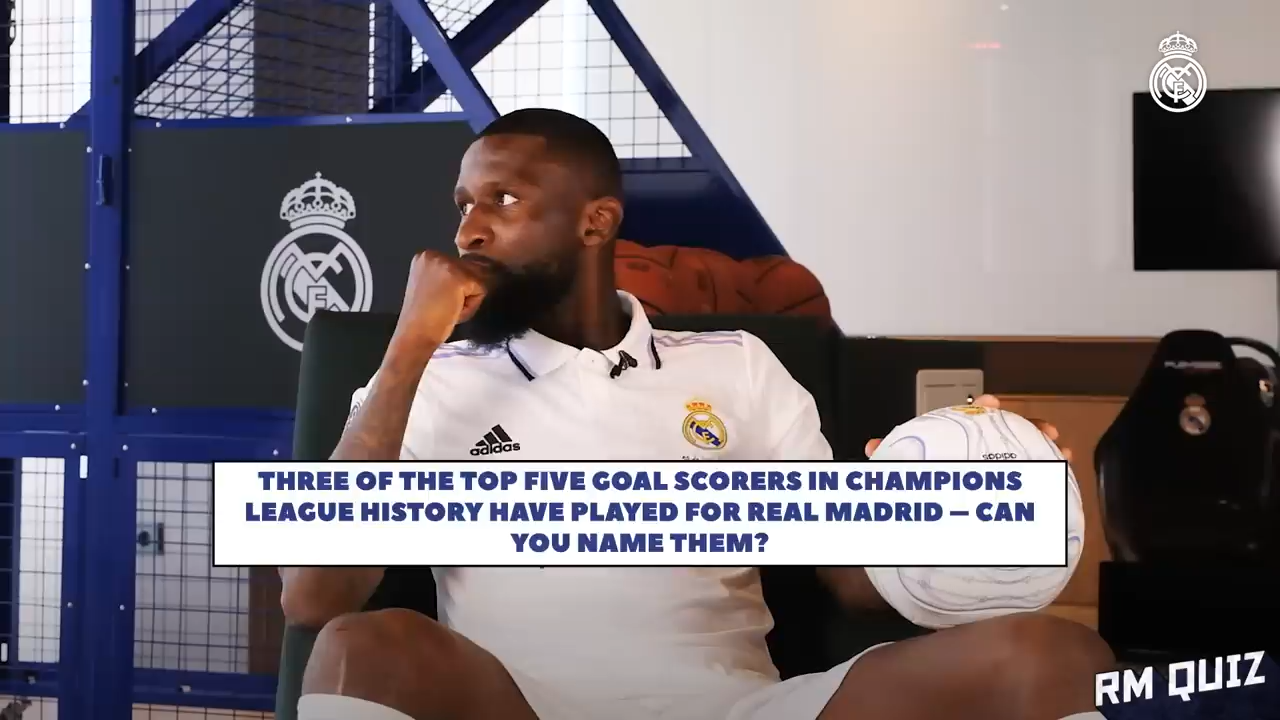 adidas
THREE OF THE TOP FIVE GOAL SCORERS IN CHAMPIONS
LEAGUE HISTORY HAVE PLAYED FOR REAL MADRID – CAN
YOU NAME THEM?
RM QUIZ